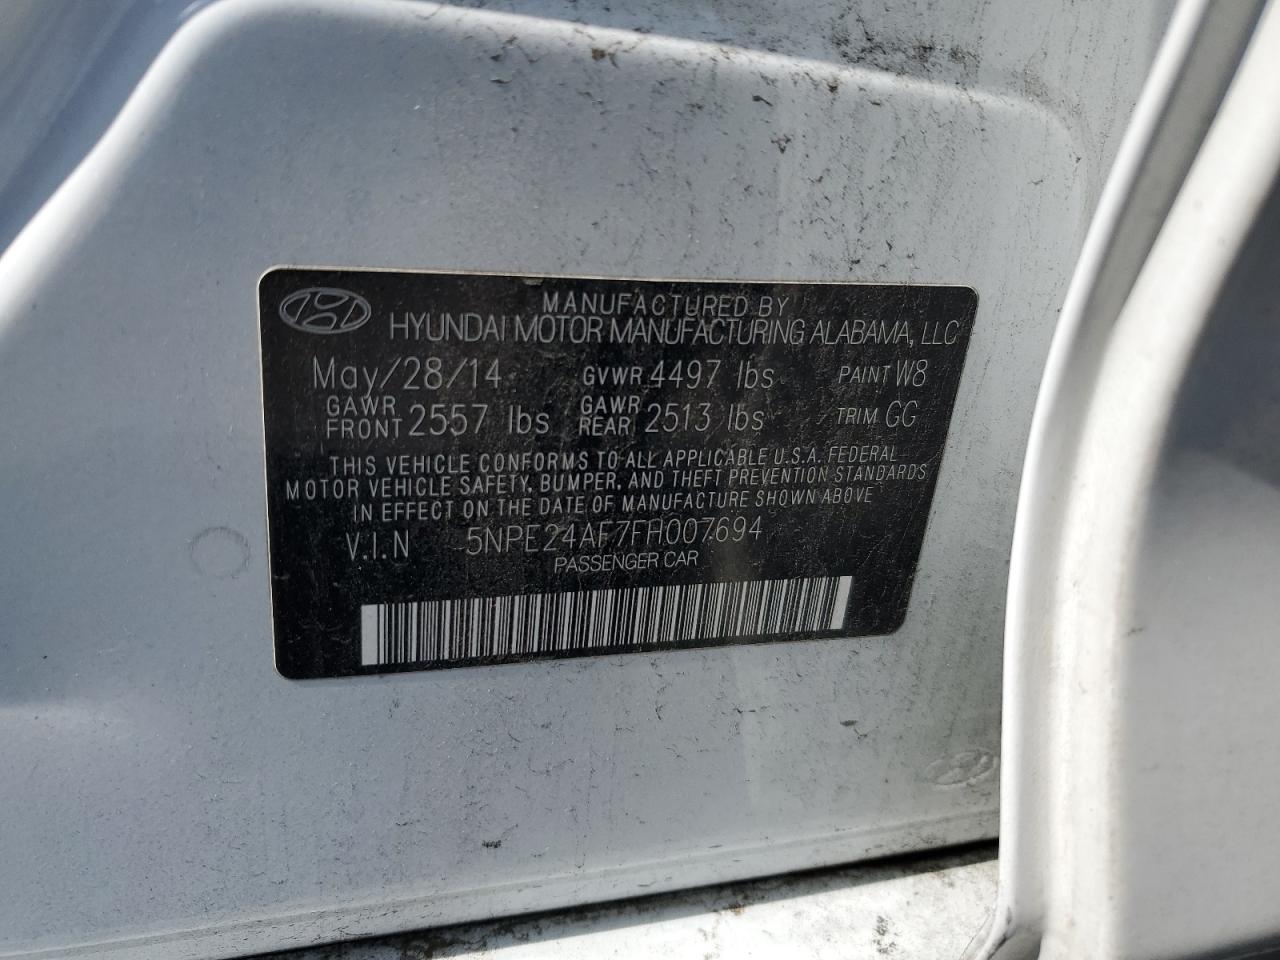 MANUFACTURED BY
HYUNDAI MOTOR MANUFACTURING ALABAMA, LLC
May/28/14 GVWR 4497 lbs PAINT W8
GAWR FRONT 2557 lbs GAWR REAR 2513 lbs TRIM GG
THIS VEHICLE CONFORMS TO ALL APPLICABLE U.S.A. FEDERAL
MOTOR VEHICLE SAFETY, BUMPER, AND THEFT PREVENTION STANDARDS
IN EFFECT ON THE DATE OF MANUFACTURE SHOWN ABOVE
V.I.N 5NPE24AF7FH007694
PASSENGER CAR